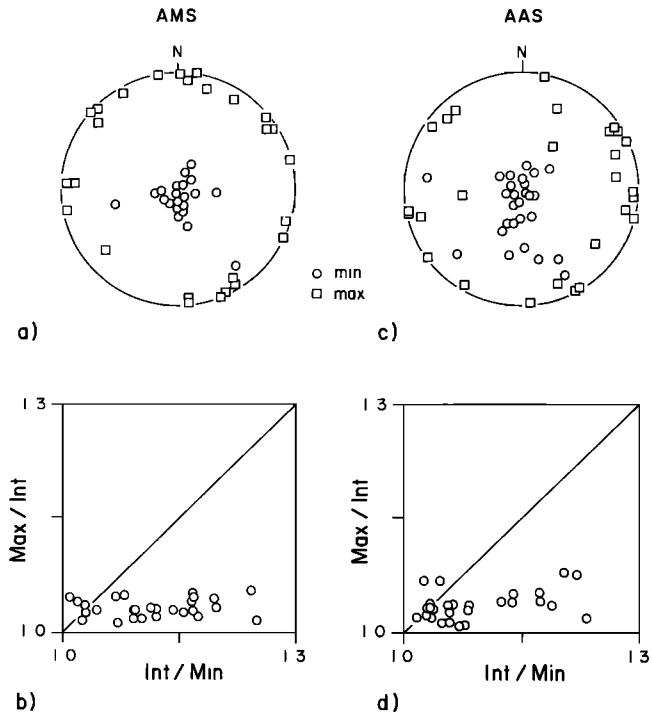 AMS
AAS
N
N
○ min
□ max
a)
c)
1 3
Max / Int
1 0
1 0
Int / Min
1 3
b)
1 3
Max / Int
1 0
1 0
Int / Min
1 3
d)